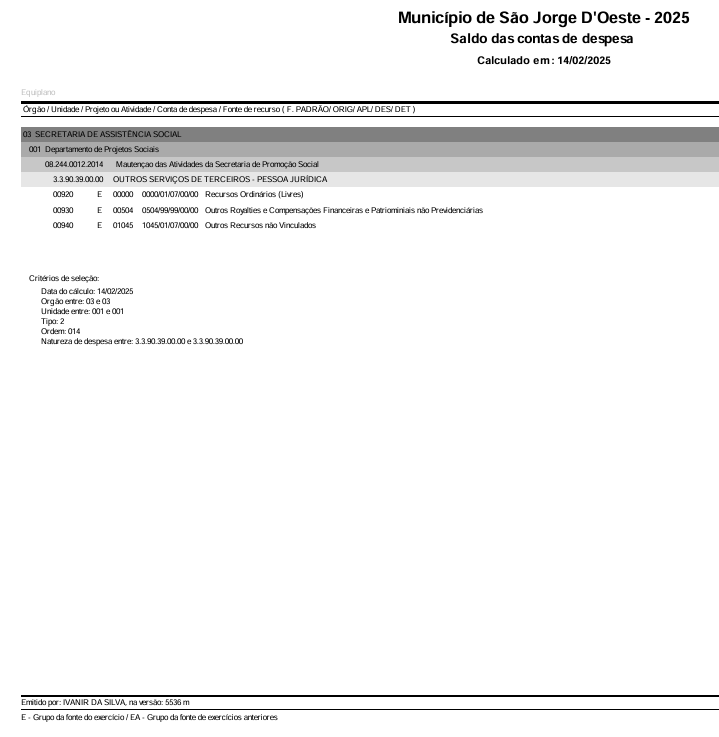 Município de São Jorge D'Oeste - 2025
Saldo das contas de despesa
Calculado em : 14/02/2025
Equiplano
Órgão / Unidade / Projeto ou Atividade / Conta de despesa / Fonte de recurso ( F. PADRÃO/ ORIG/ APL/ DES/ DET )
03 SECRETARIA DE ASSISTÊNCIA SOCIAL
001 Departamento de Projetos Sociais
08.244.0012.2014 Mautençao das Atividades da Secretaria de Promoção Social
3.3.90.39.00.00 OUTROS SERVIÇOS DE TERCEIROS - PESSOA JURÍDICA
00920 E 00000 0000/01/07/00/00 Recursos Ordinários (Livres)
00930 E 00504 0504/99/99/00/00 Outros Royalties e Compensações Financeiras e Patriominiais não Previdenciárias
00940 E 01045 1045/01/07/00/00 Outros Recursos não Vinculados
Critérios de seleção:
Data do cálculo: 14/02/2025
Orgão entre: 03 e 03
Unidade entre: 001 e 001
Tipo: 2
Ordem: 014
Natureza de despesa entre: 3.3.90.39.00.00 e 3.3.90.39.00.00
Emitido por: IVANIR DA SILVA, na versão: 5536 m
E - Grupo da fonte do exercício / EA - Grupo da fonte de exercícios anteriores